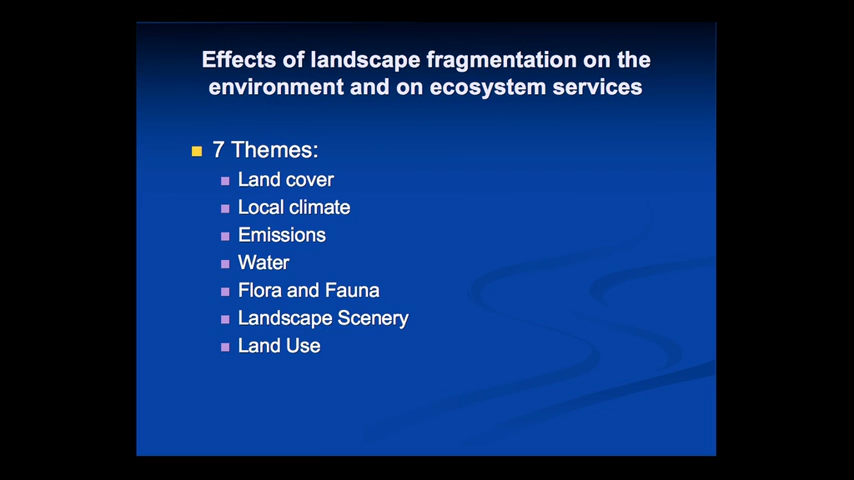 Effects of landscape fragmentation on the
environment and on ecosystem services
7 Themes:
Land cover
Local climate
Emissions
Water
Flora and Fauna
Landscape Scenery
Land Use